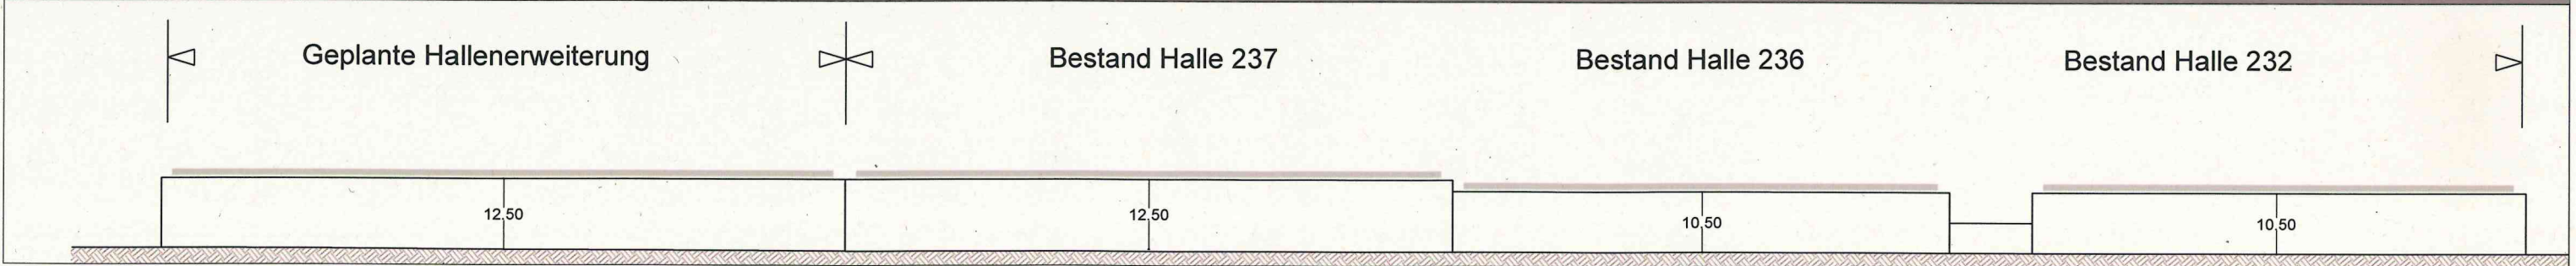 Geplante Hallenerweiterung
Bestand Halle 237
Bestand Halle 236
Bestand Halle 232
12,50
12,50
10,50
10,50